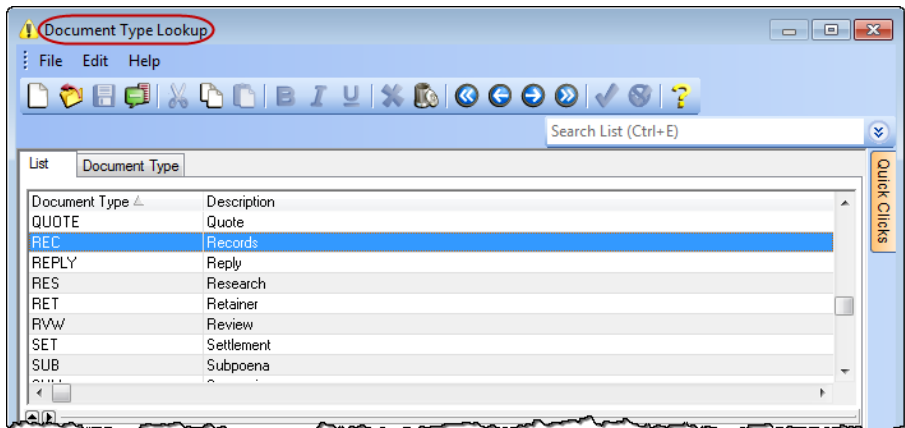 Document Type Lookup
File Edit Help
B I U ?
Search List (Ctrl+E)
List Document Type
Quick Clicks
Document Type Description
QUOTE Quote
REC Records
REPLY Reply
RES Research
RET Retainer
RVW Review
SET Settlement
SUB Subpoena